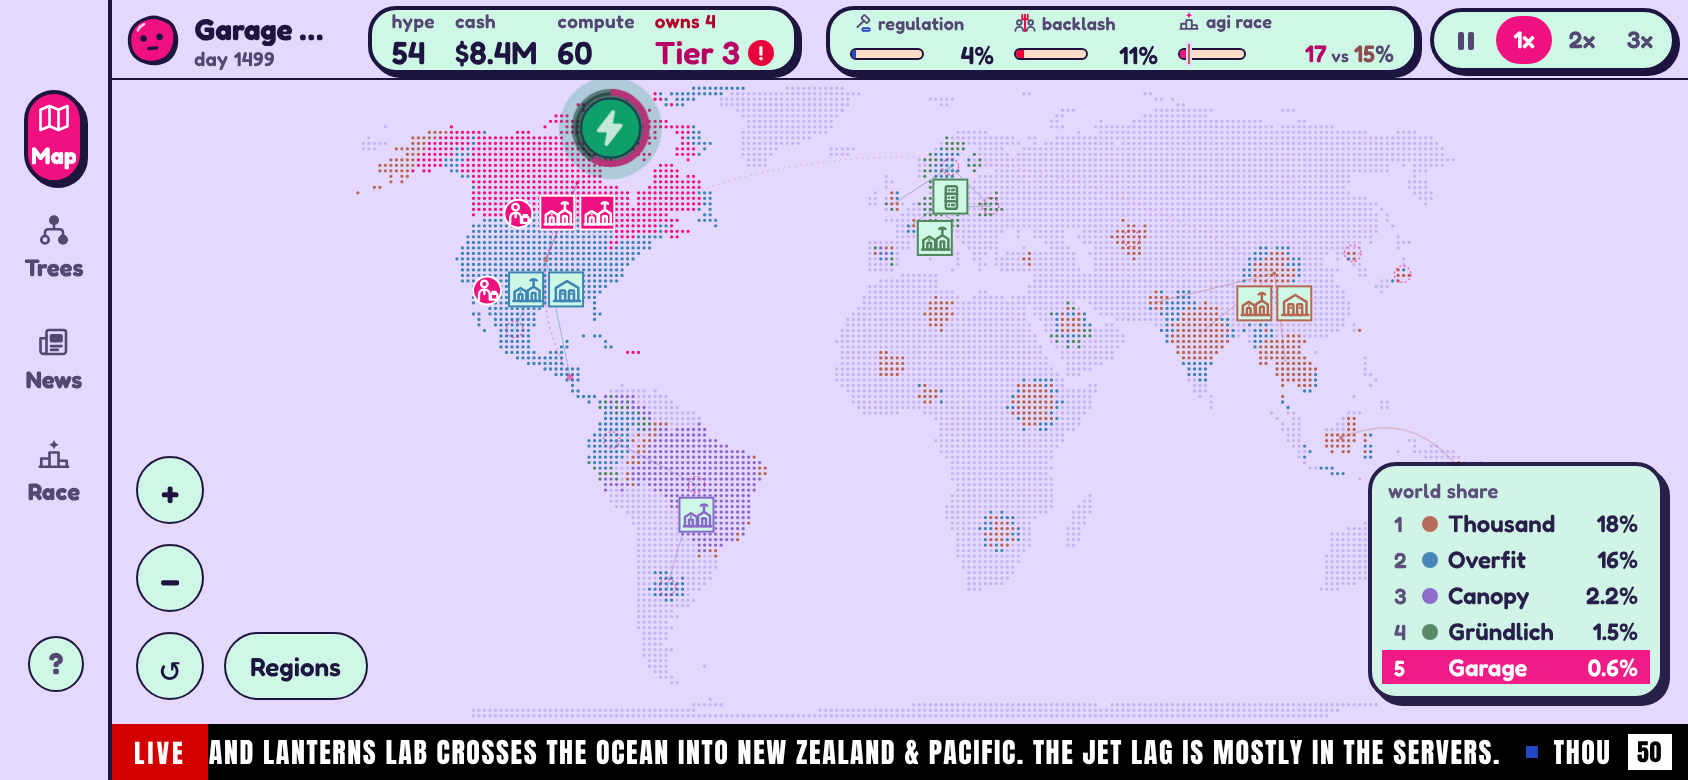 Garage ...
day 1499
hype
54
cash
$8.4M
compute
60
owns 4
Tier 3 !
regulation
4%
backlash
11%
agi race
17 vs 15%
1x
2x
3x
Map
Trees
News
Race
?
+
−
↺
Regions
world share
1 Thousand 18%
2 Overfit 16%
3 Canopy 2.2%
4 Gründlich 1.5%
5 Garage 0.6%
LIVE AND LANTERNS LAB CROSSES THE OCEAN INTO NEW ZEALAND & PACIFIC. THE JET LAG IS MOSTLY IN THE SERVERS. ■ THOU 50